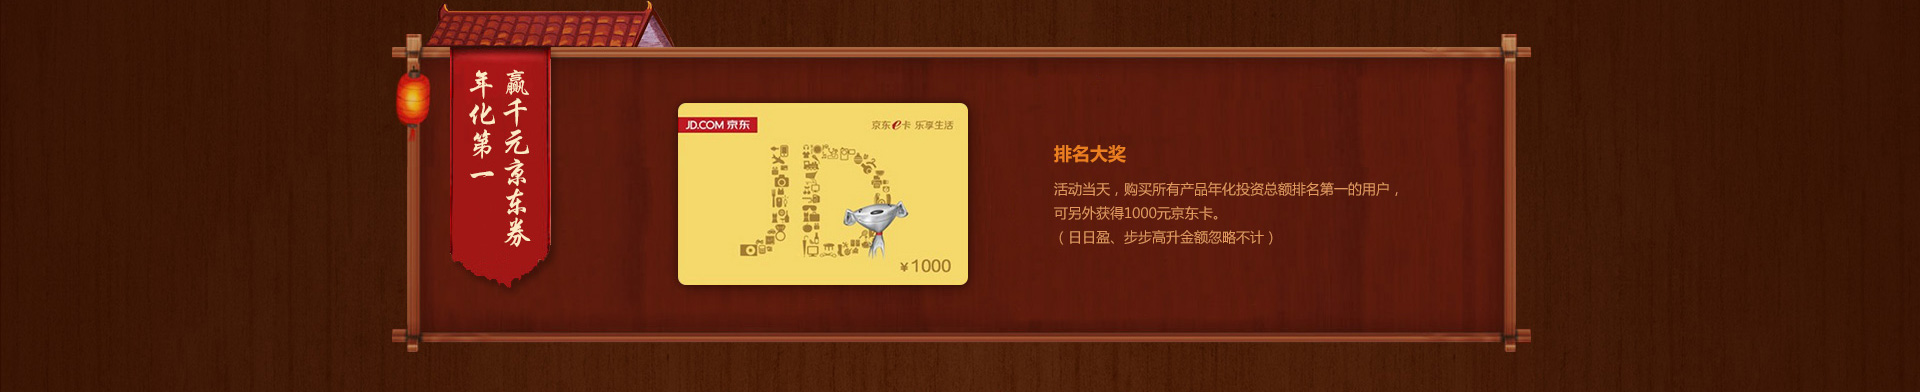 年化第一
赢千元京东券
JD.COM 京东
京东e卡 乐享生活
JD
¥1000
排名大奖
活动当天，购买所有产品年化投资总额排名第一的用户，
可另外获得1000元京东卡。
（日日盈、步步高升金额忽略不计）